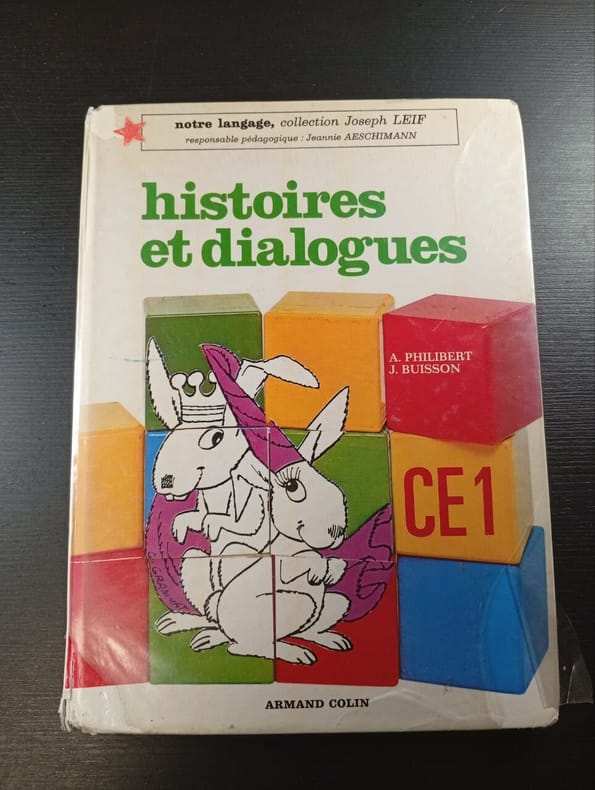 notre langage, collection Joseph LEIF
responsable pédagogique : Jeannie AESCHIMANN
histoires
et dialogues
A. PHILIBERT
J. BUISSON
CE1
ARMAND COLIN